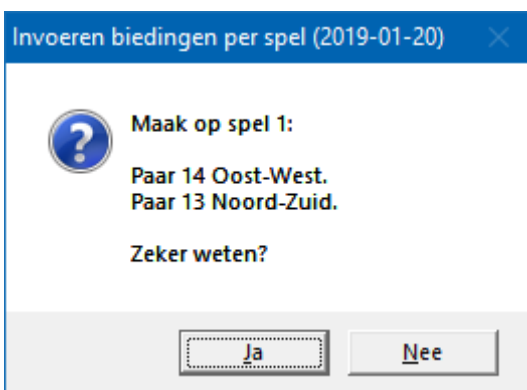 Invoeren biedingen per spel (2019-01-20)
Maak op spel 1:
Paar 14 Oost-West.
Paar 13 Noord-Zuid.
Zeker weten?
Ja
Nee